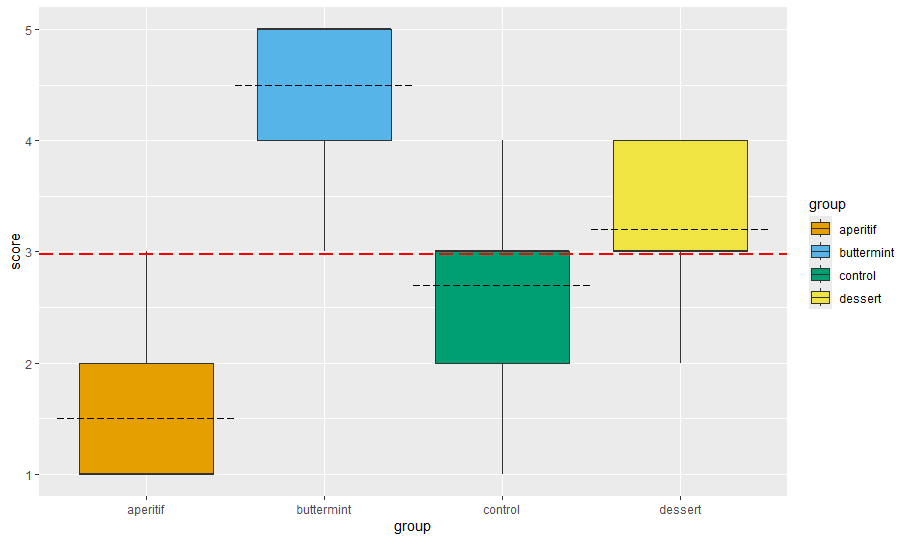 5
4
3
2
1
score
aperitif
buttermint
control
dessert
group
group
aperitif
buttermint
control
dessert